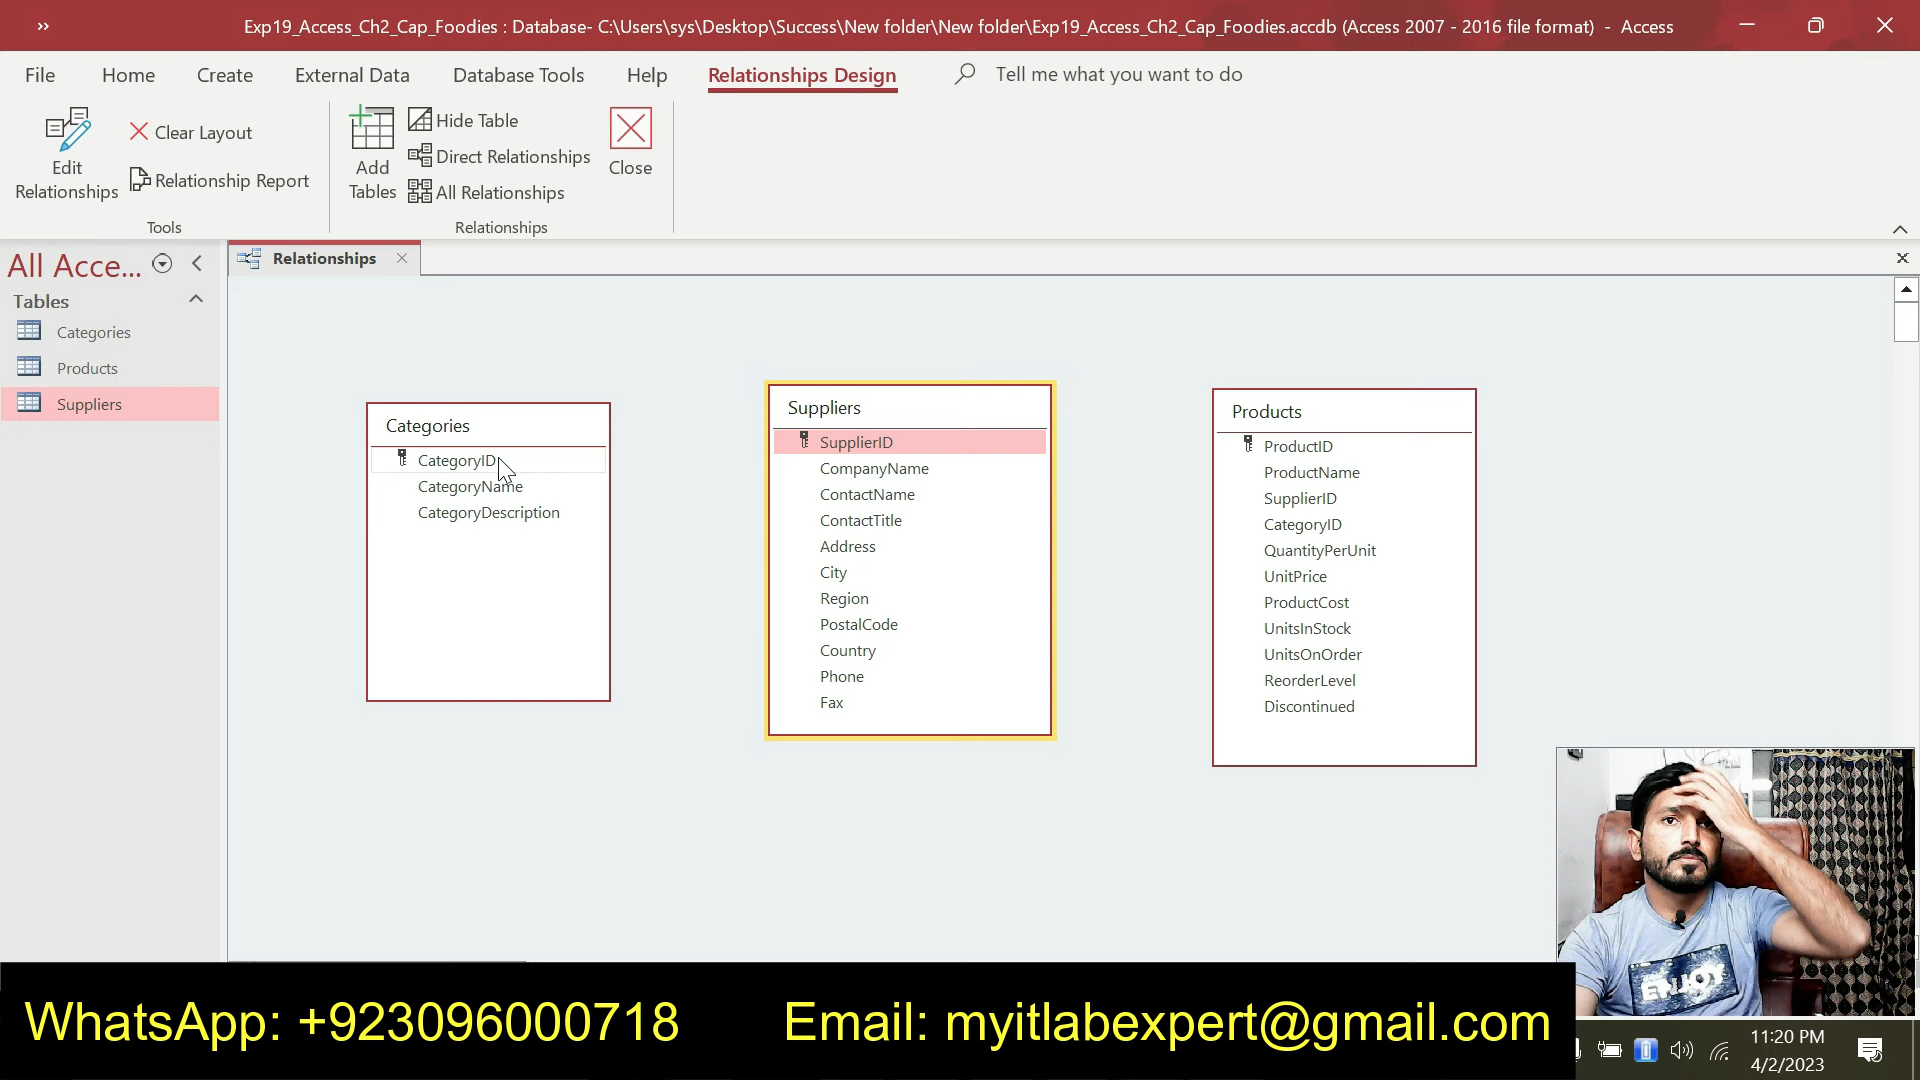 »
Exp19_Access_Ch2_Cap_Foodies : Database- C:\Users\sys\Desktop\Success\New folder\New folder\Exp19_Access_Ch2_Cap_Foodies.accdb (Access 2007 - 2016 file format) - Access
File Home Create External Data Database Tools Help Relationships Design Tell me what you want to do
Edit Relationships
Clear Layout
Relationship Report
Tools
Add Tables
Hide Table
Direct Relationships
All Relationships
Close
Relationships
All Acce...
Tables
Categories
Products
Suppliers
Relationships
Categories
CategoryID
CategoryName
CategoryDescription
Suppliers
SupplierID
CompanyName
ContactName
ContactTitle
Address
City
Region
PostalCode
Country
Phone
Fax
Products
ProductID
ProductName
SupplierID
CategoryID
QuantityPerUnit
UnitPrice
ProductCost
UnitsInStock
UnitsOnOrder
ReorderLevel
Discontinued
ENJOY
WhatsApp: +923096000718 Email: myitlabexpert@gmail.com
11:20 PM
4/2/2023